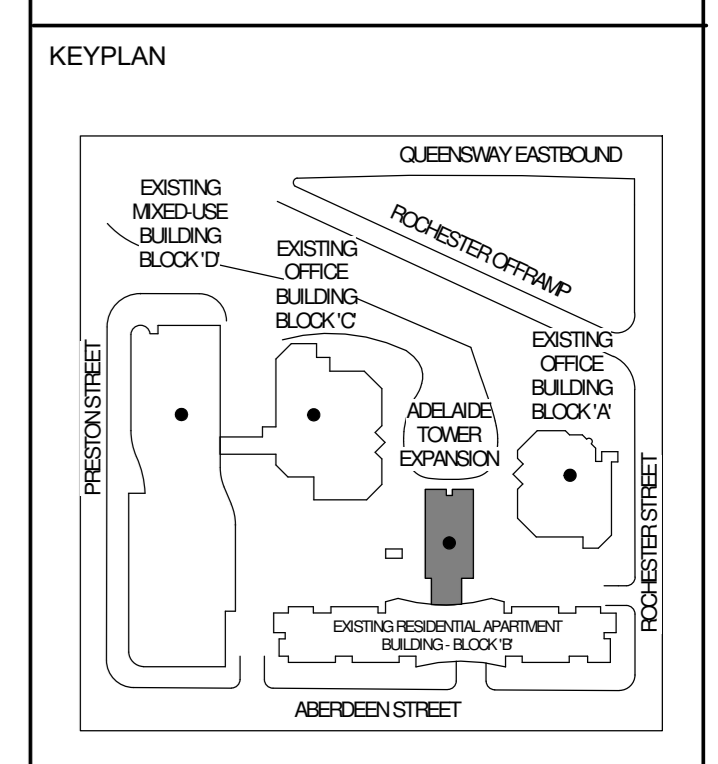 KEYPLAN
QUEENSWAY EASTBOUND
EXISTING
MIXED-USE
BUILDING
BLOCK 'D'
ROCHESTER OFFRAMP
EXISTING
OFFICE
BUILDING
BLOCK 'C'
EXISTING
OFFICE
BUILDING
BLOCK 'A'
PRESTON STREET
ADELAIDE
TOWER
EXPANSION
ROCHESTER STREET
EXISTING RESIDENTIAL APARTMENT
BUILDING - BLOCK 'B'
ABERDEEN STREET